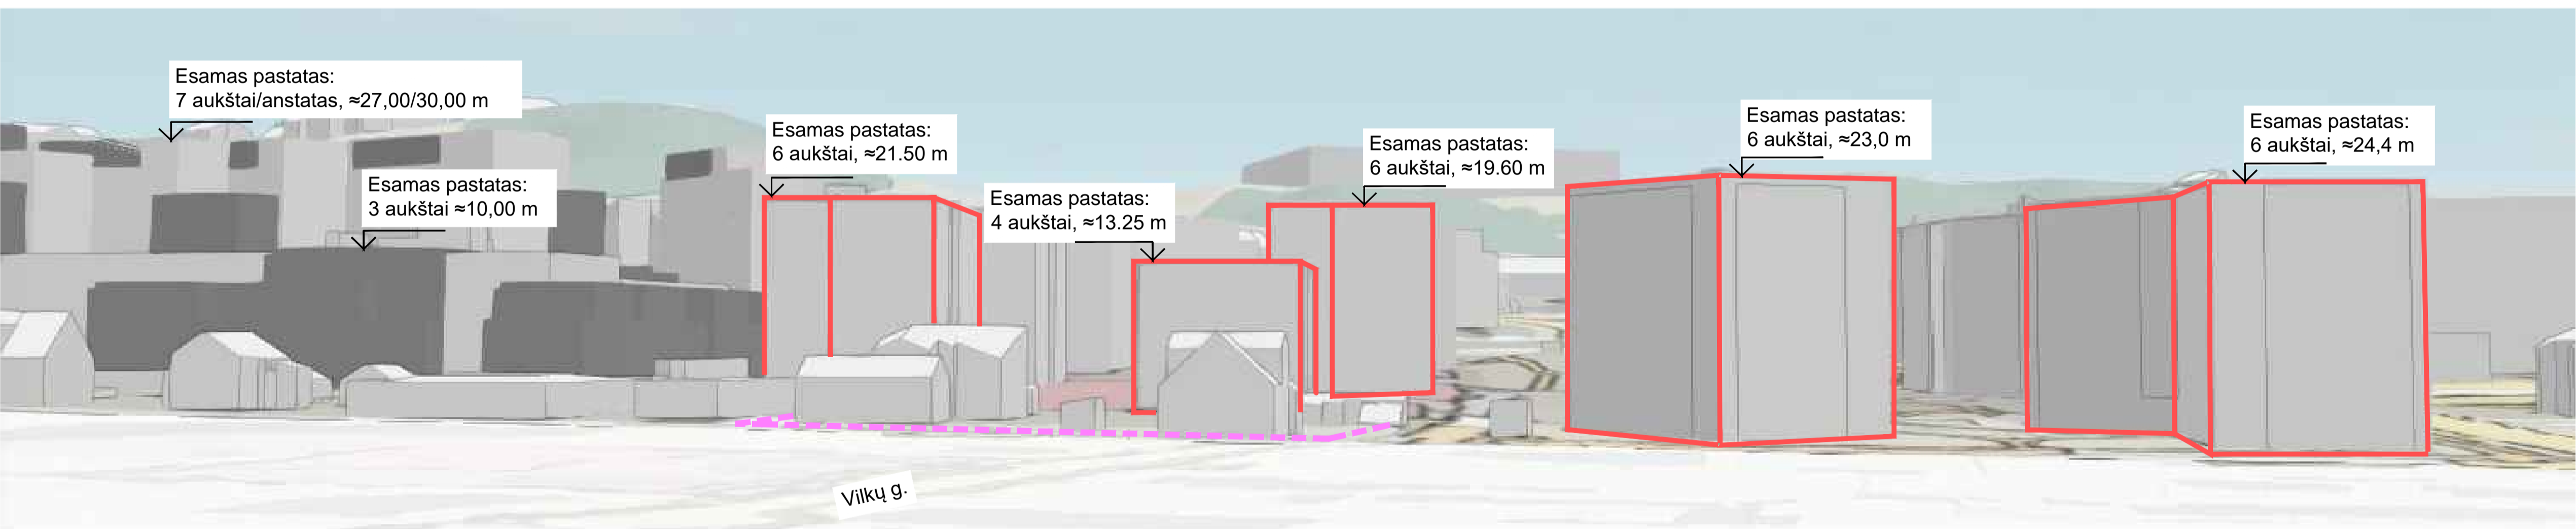 Esamas pastatas:
7 aukštai/anstatas, ≈27,00/30,00 m
Esamas pastatas:
3 aukštai ≈10,00 m
Esamas pastatas:
6 aukštai, ≈21.50 m
Esamas pastatas:
4 aukštai, ≈13.25 m
Esamas pastatas:
6 aukštai, ≈19.60 m
Esamas pastatas:
6 aukštai, ≈23,0 m
Esamas pastatas:
6 aukštai, ≈24,4 m
Vilkų g.